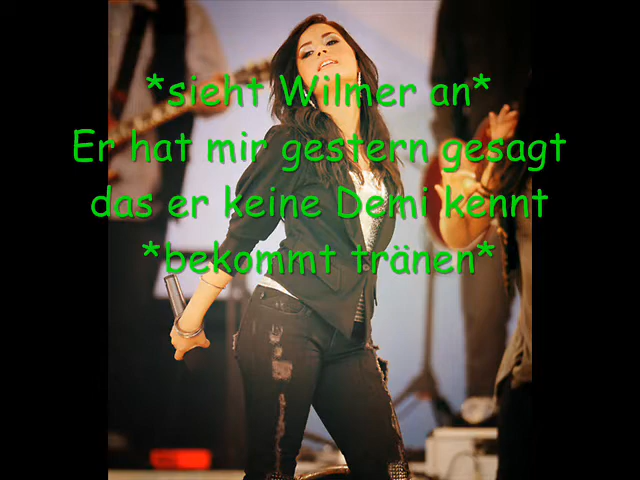 *sieht Wilmer an*
Er hat mir gestern gesagt
das er keine Demi kennt
*bekommt tränen*